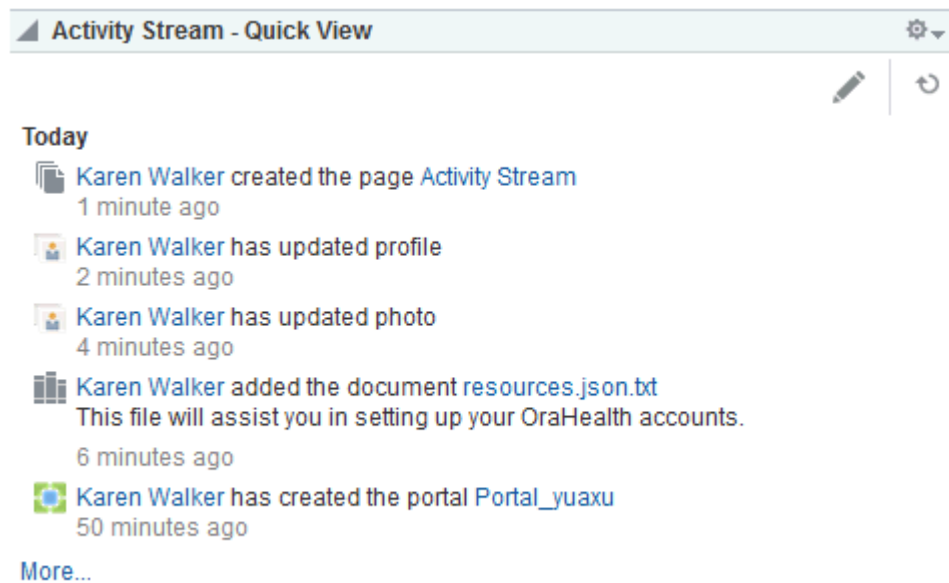 Activity Stream - Quick View
Today
Karen Walker created the page Activity Stream
1 minute ago
Karen Walker has updated profile
2 minutes ago
Karen Walker has updated photo
4 minutes ago
Karen Walker added the document resources.json.txt
This file will assist you in setting up your OraHealth accounts.
6 minutes ago
Karen Walker has created the portal Portal_yuaxu
50 minutes ago
More...